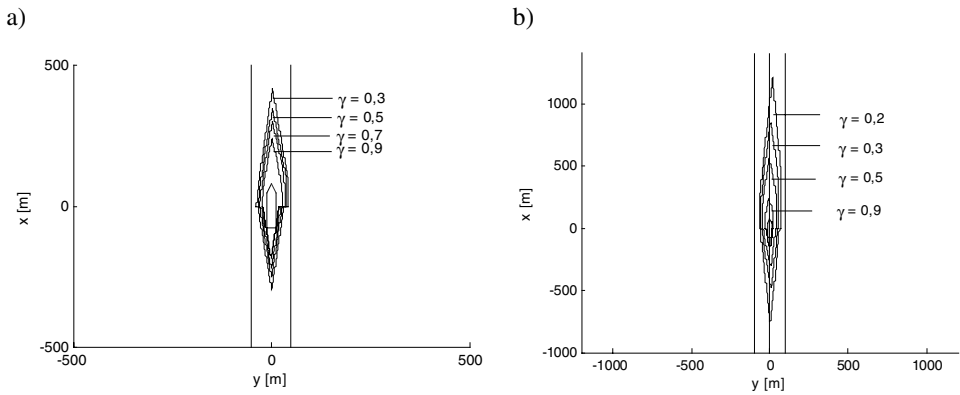 a)
500
0
-500
x [m]
-500
0
500
y [m]
γ = 0,3
γ = 0,5
γ = 0,7
γ = 0,9
b)
1000
500
0
-500
-1000
x [m]
-1000
-500
0
500
1000
y [m]
γ = 0,2
γ = 0,3
γ = 0,5
γ = 0,9